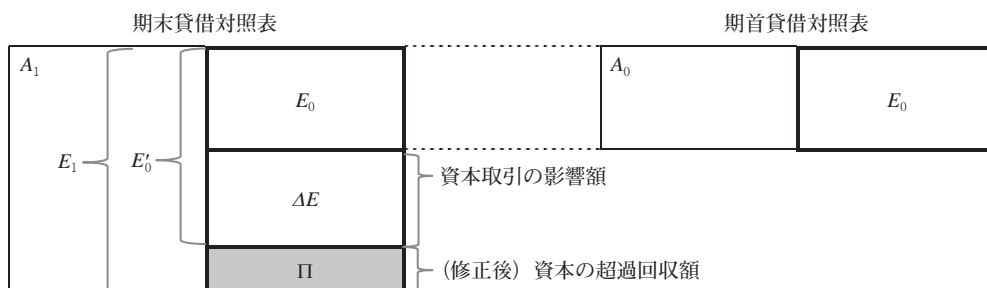 期末貸借対照表
期首貸借対照表
A₁
E₀
A₀
E₀
E₁
E′₀
資本取引の影響額
ΔE
Π
(修正後)資本の超過回収額